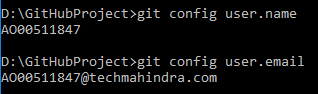 D:\GitHubProject>git config user.name
AO00511847
D:\GitHubProject>git config user.email
AO00511847@techmahindra.com